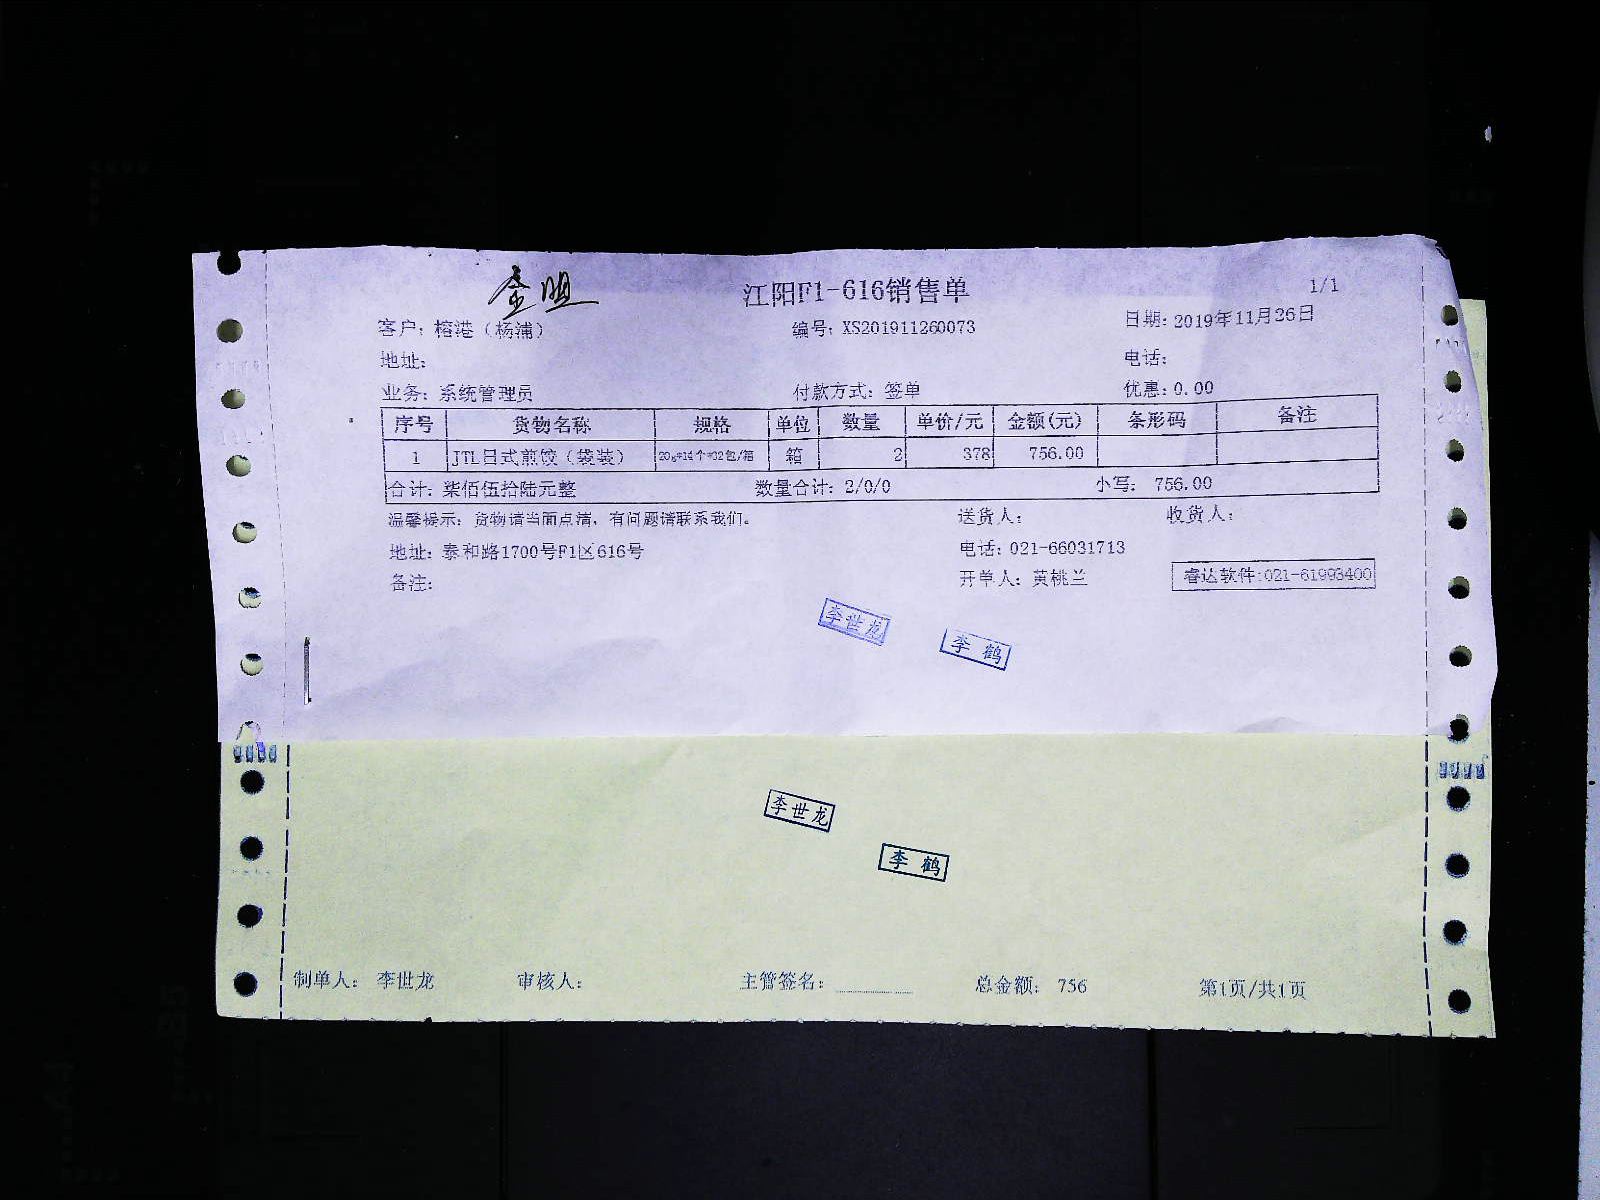 江阳F1-616销售单
1/1
客户: 榕港（杨浦）
编号: XS201911260073
日期: 2019年11月26日
地址:
电话:
业务: 系统管理员
付款方式: 签单
优惠: 0.00
序号 货物名称 规格 单位 数量 单价/元 金额(元) 条形码 备注
1 JTL日式煎饺（袋装） 20g*14个*32包/箱 箱 2 378 756.00
合计: 柒佰伍拾陆元整 数量合计: 2/0/0 小写: 756.00
温馨提示: 货物请当面点清, 有问题请联系我们。
送货人: 收货人:
地址: 泰和路1700号F1区616号
电话: 021-66031713
备注:
开单人: 黄桃兰
睿达软件:021-61993400
李世龙
李鹤
李世龙
李鹤
制单人: 李世龙 审核人: 主管签名: 总金额: 756 第1页/共1页